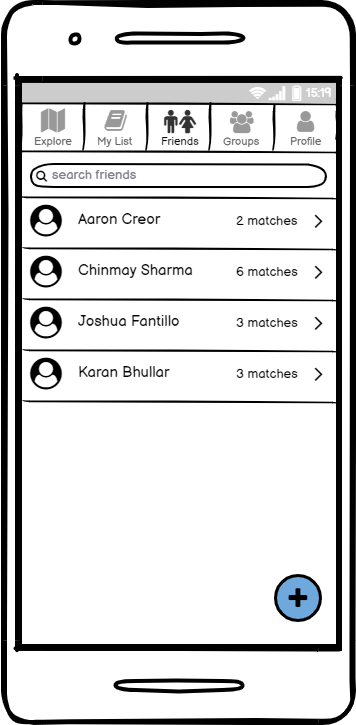 15:19
Explore My List Friends Groups Profile
search friends
Aaron Creor 2 matches
Chinmay Sharma 6 matches
Joshua Fantillo 3 matches
Karan Bhullar 3 matches